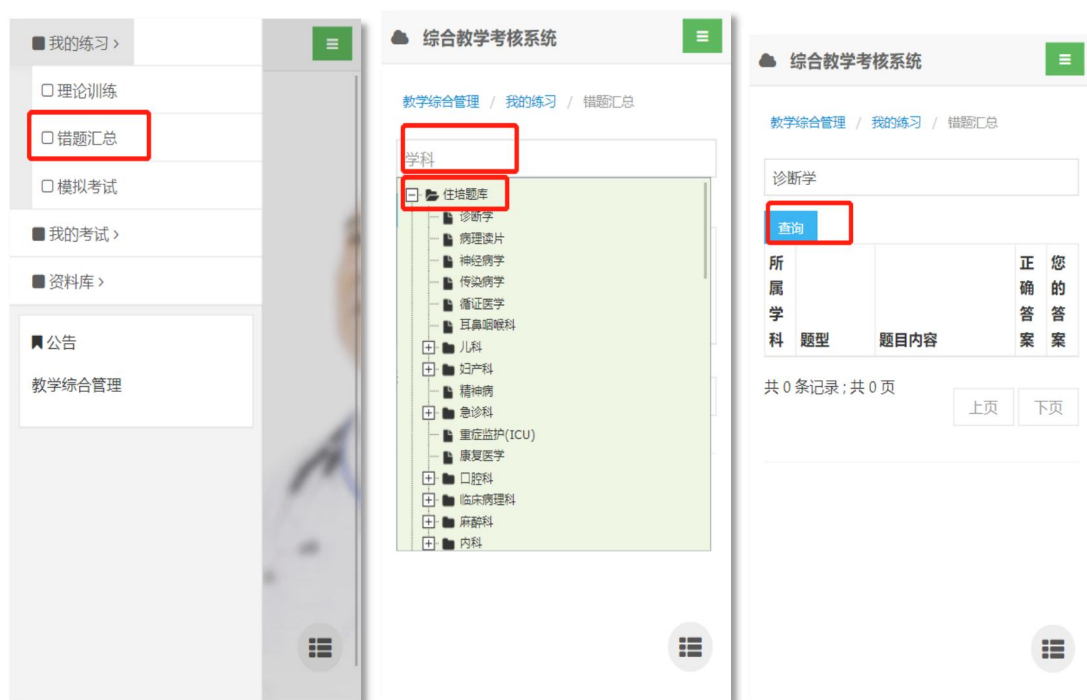 我的练习 >
理论训练
错题汇总
模拟考试
我的考试 >
资料库 >
公告
教学综合管理
综合教学考核系统
教学综合管理 / 我的练习 / 错题汇总
学科
住培题库
诊断学
病理读片
神经病学
传染病学
循证医学
耳鼻咽喉科
儿科
妇产科
精神病
急诊科
重症监护(ICU)
康复医学
口腔科
临床病理科
麻醉科
内科
综合教学考核系统
教学综合管理 / 我的练习 / 错题汇总
诊断学
查询
所属学科 题型 题目内容 正确答案 您的答案
共 0 条记录;共 0 页
上页 下页